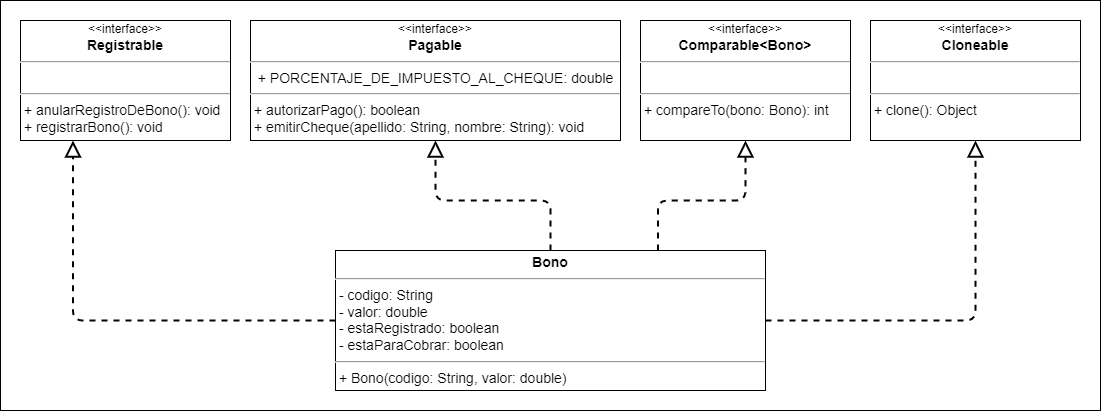 <<interface>>
Registrable
+ anularRegistroDeBono(): void
+ registrarBono(): void
<<interface>>
Pagable
+ PORCENTAJE_DE_IMPUESTO_AL_CHEQUE: double
+ autorizarPago(): boolean
+ emitirCheque(apellido: String, nombre: String): void
<<interface>>
Comparable<Bono>
+ compareTo(bono: Bono): int
<<interface>>
Cloneable
+ clone(): Object
Bono
- codigo: String
- valor: double
- estaRegistrado: boolean
- estaParaCobrar: boolean
+ Bono(codigo: String, valor: double)